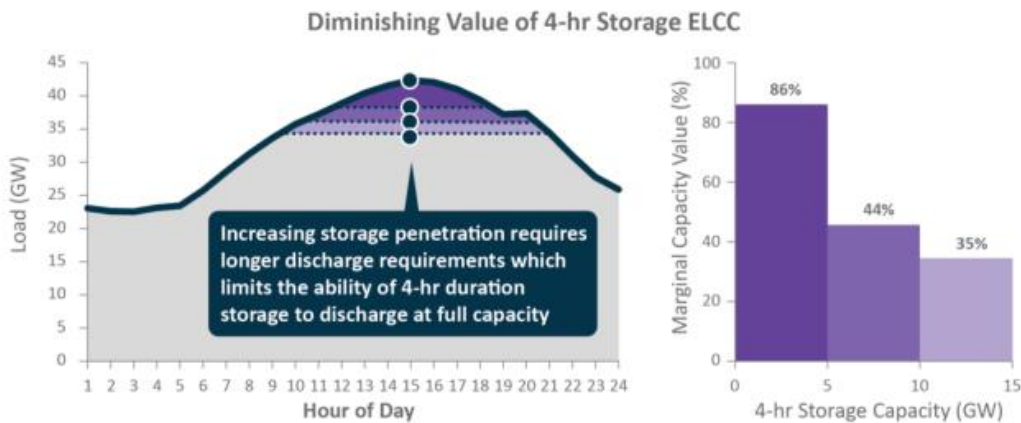 Diminishing Value of 4-hr Storage ELCC
Load (GW)
45
40
35
30
25
20
15
10
5
0
Increasing storage penetration requires
longer discharge requirements which
limits the ability of 4-hr duration
storage to discharge at full capacity
1 2 3 4 5 6 7 8 9 10 11 12 13 14 15 16 17 18 19 20 21 22 23 24
Hour of Day
Marginal Capacity Value (%)
100
80
60
40
20
0
86%
44%
35%
0 5 10 15
4-hr Storage Capacity (GW)